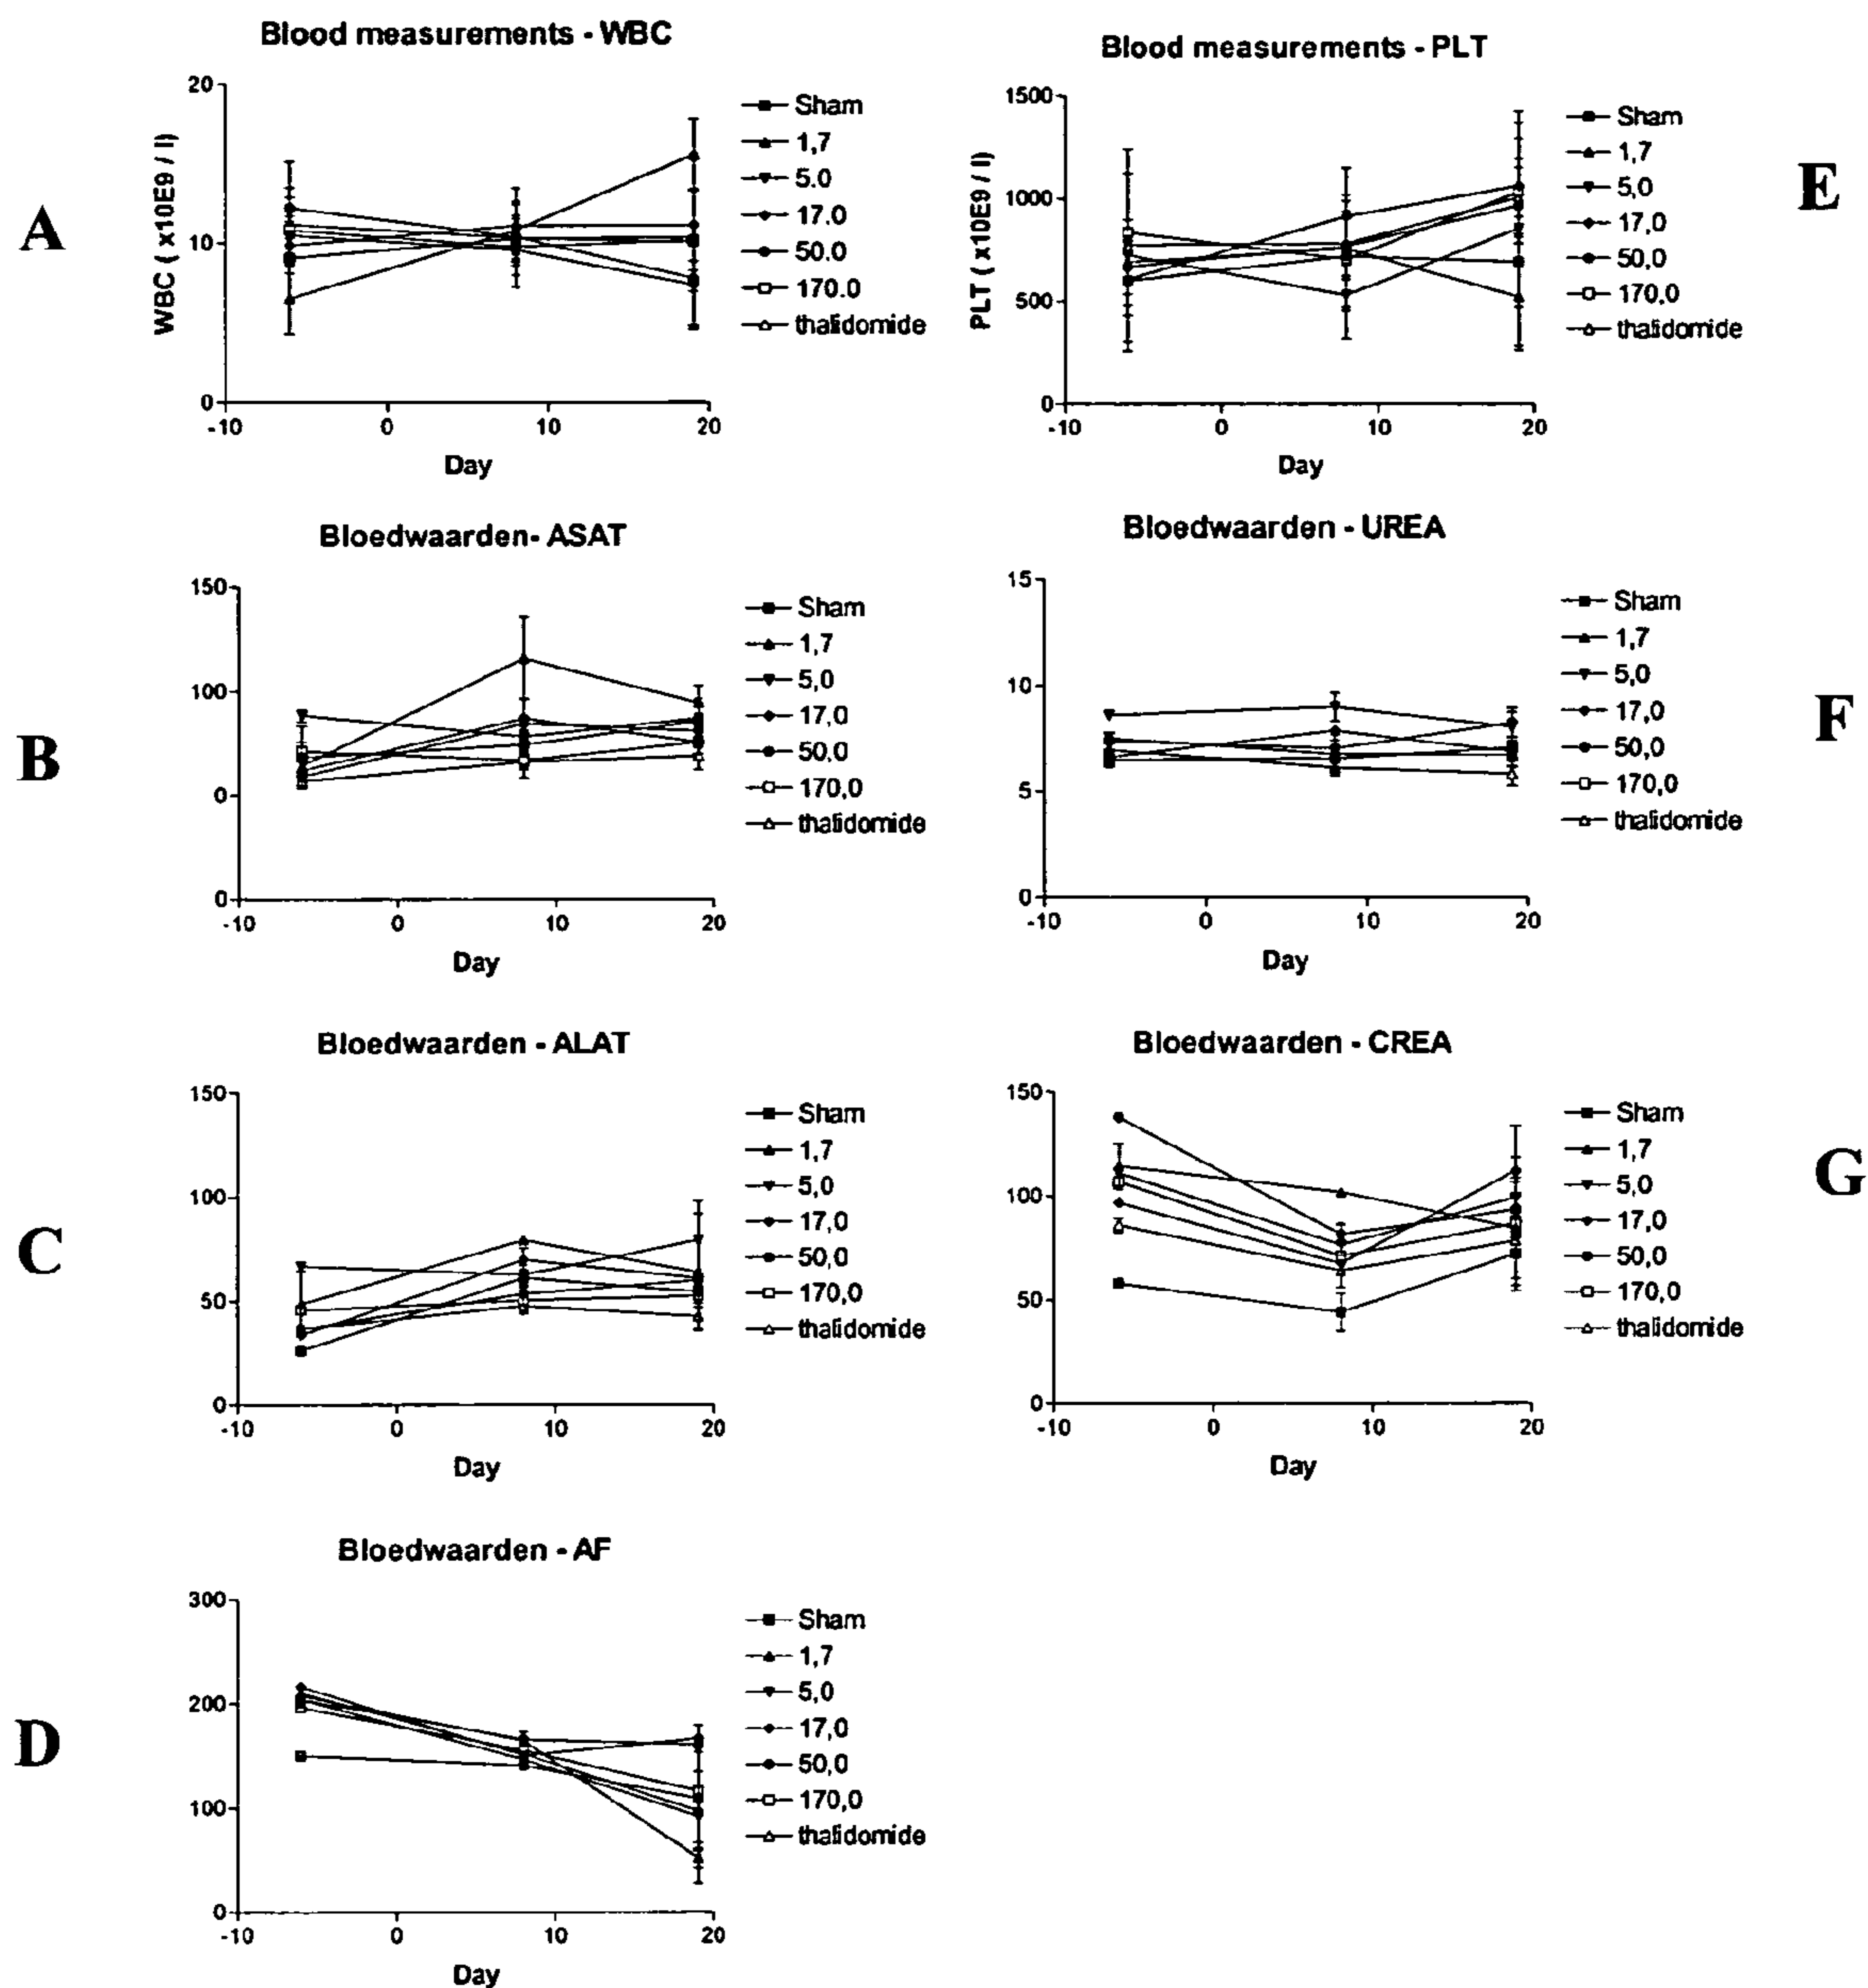 Blood measurements - WBC
A
WBC ( x10E9 / l)
20
10
0
-10 0 10 20
Day
Sham
1,7
5.0
17.0
50.0
170.0
thalidomide
Blood measurements - PLT
E
PLT ( x10E9 / l)
1500
1000
500
0
-10 0 10 20
Day
Sham
1,7
5,0
17,0
50,0
170,0
thalidomide
Bloedwaarden- ASAT
B
150
100
0
0
-10 0 10 20
Day
Sham
1,7
5,0
17,0
50,0
170,0
thalidomide
Bloedwaarden - UREA
F
15
10
5
0
-10 0 10 20
Day
Sham
1,7
5,0
17,0
50,0
170,0
thalidomide
Bloedwaarden - ALAT
C
150
100
50
0
-10 0 10 20
Day
Sham
1,7
5,0
17,0
50,0
170,0
thalidomide
Bloedwaarden - CREA
G
150
100
50
0
-10 0 10 20
Day
Sham
1,7
5,0
17,0
50,0
170,0
thalidomide
Bloedwaarden - AF
D
300
200
100
0
-10 0 10 20
Day
Sham
1,7
5,0
17,0
50,0
170,0
thalidomide